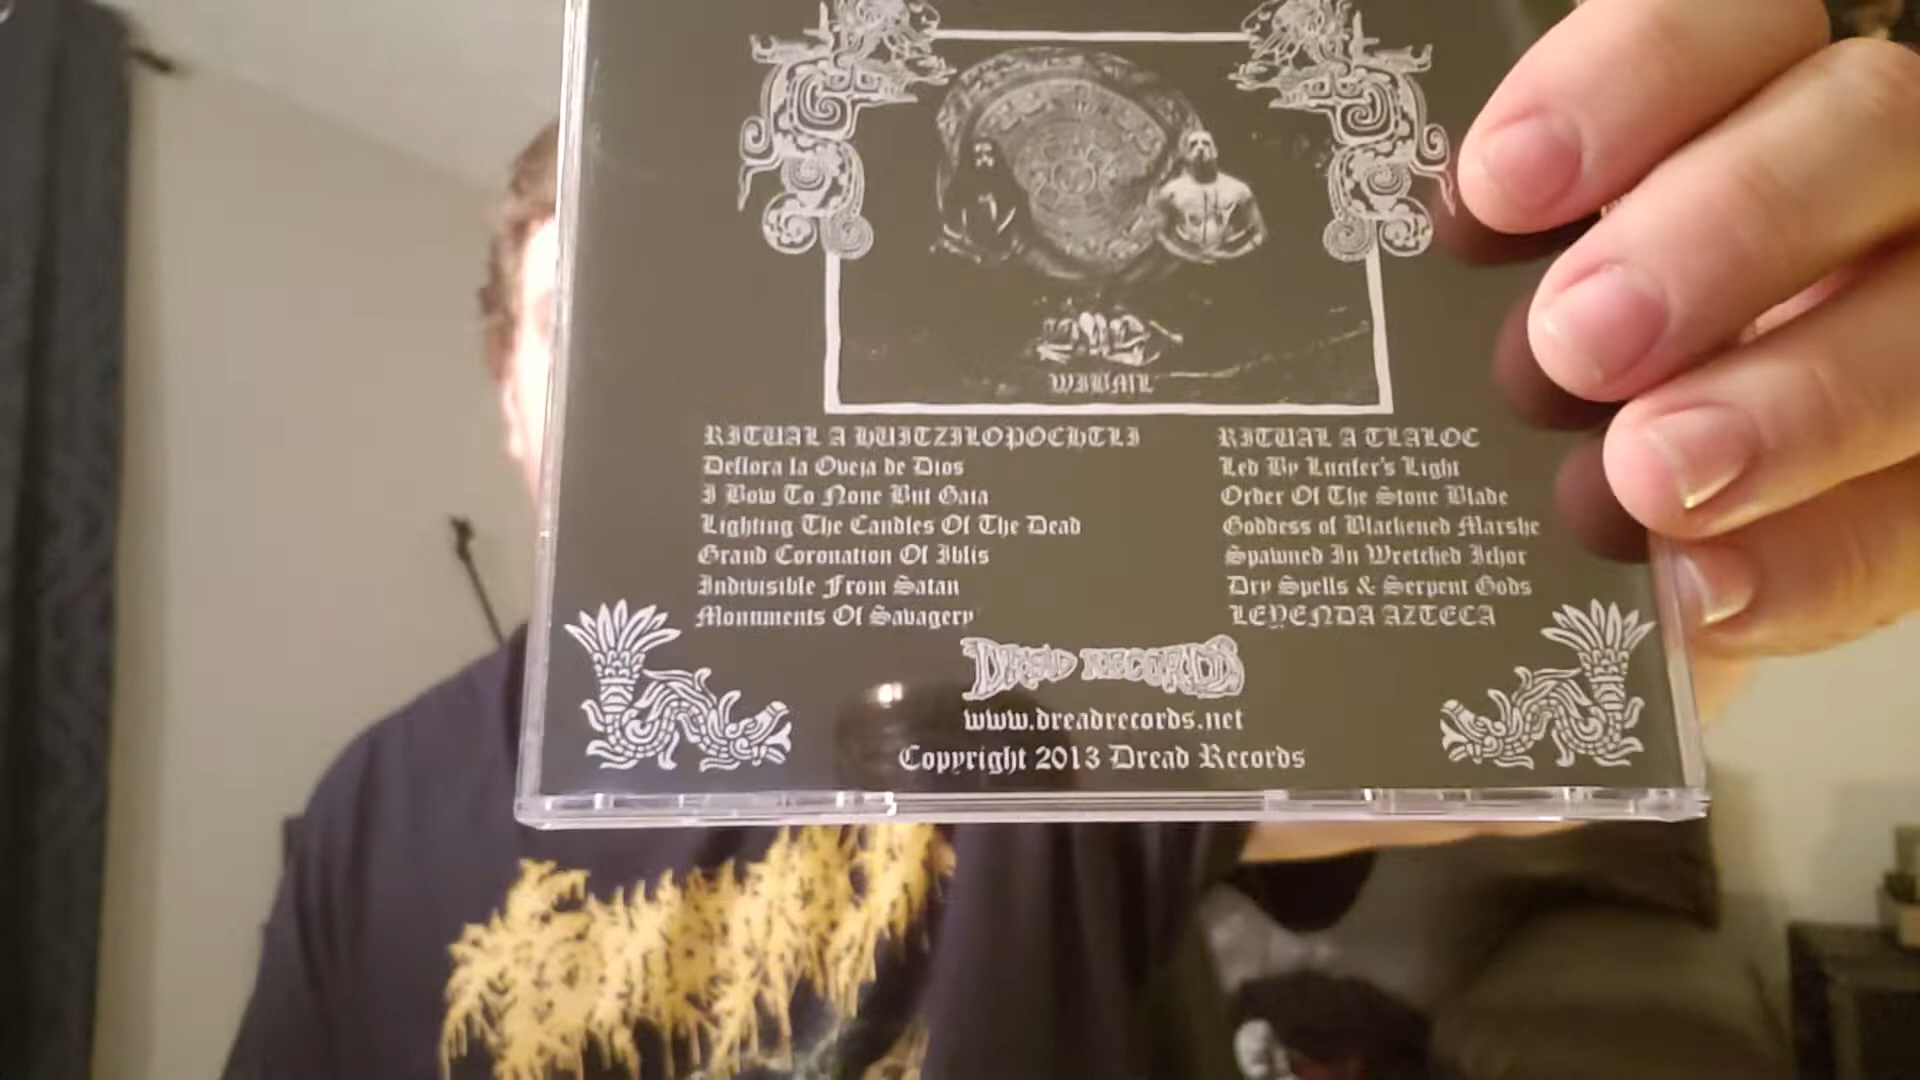 WIBML
RITUAL A HUITZILOPOCHTLI
Deflora la Oveja de Dios
I Bow To None But Gaia
Lighting The Candles Of The Dead
Grand Coronation Of Iblis
Indivisible From Satan
Monuments Of Savagery
RITUAL A TLALOC
Led By Lucifer's Light
Order Of The Stone Blade
Goddess of Blackened Marshe
Spawned In Wretched Ichor
Dry Spells & Serpent Gods
LEYENDA AZTECA
DREAD RECORDS
www.dreadrecords.net
Copyright 2013 Dread Records